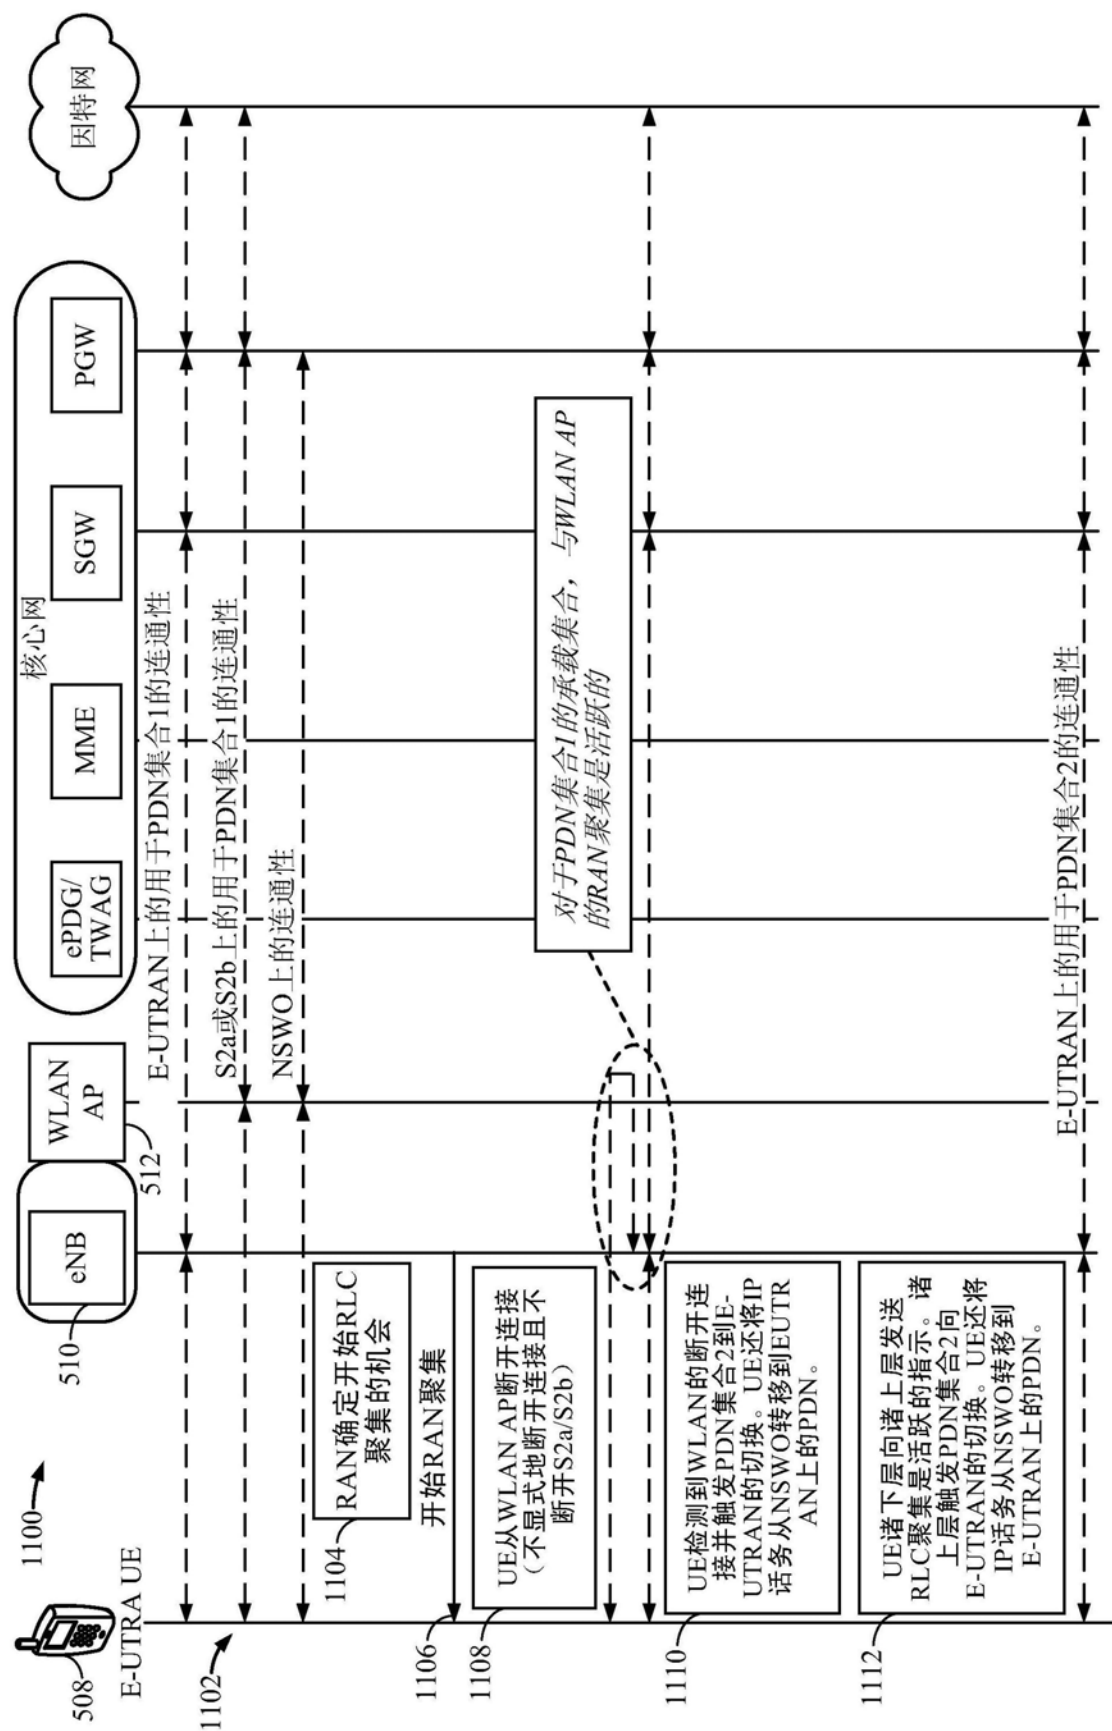 1100
508
E-UTRA UE
510
eNB
512
WLAN
AP
核心网
ePDG/
TWAG
MME
SGW
PGW
因特网
1102
E-UTRAN上的用于PDN集合1的连通性
S2a或S2b上的用于PDN集合1的连通性
NSWO上的连通性
1104
RAN确定开始RLC
聚集的机会
1106
开始RAN聚集
1108
UE从WLAN AP断开连接
（不显式地断开连接且不
断开S2a/S2b）
对于PDN集合1的承载集合，与WLAN AP
的RAN聚集是活跃的
1110
UE检测到WLAN的断开连
接并触发PDN集合2到E-
UTRAN的切换。UE还将IP
话务从NSWO转移到EUTR
AN上的PDN。
1112
UE诸下层向诸上层发送
RLC聚集是活跃的指示。诸
上层触发PDN集合2向
E-UTRAN的切换。UE还将
IP话务从NSWO转移到
E-UTRAN上的PDN。
E-UTRAN上的用于PDN集合2的连通性